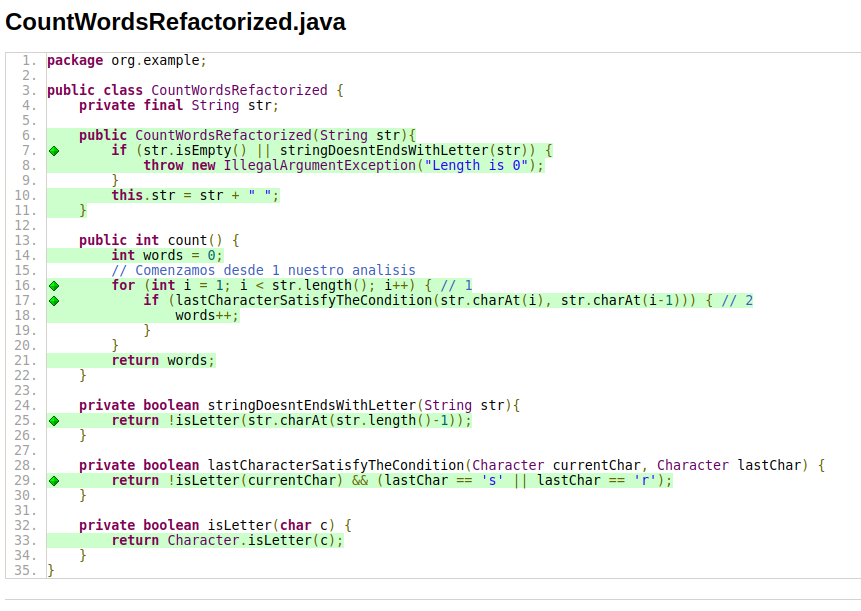 CountWordsRefactorized.java
1. package org.example;
2.
3. public class CountWordsRefactorized {
4.     private final String str;
5.
6.     public CountWordsRefactorized(String str){
7.         if (str.isEmpty() || stringDoesntEndsWithLetter(str)) {
8.             throw new IllegalArgumentException("Length is 0");
9.         }
10.         this.str = str + " ";
11.     }
12.
13.     public int count() {
14.         int words = 0;
15.         // Comenzamos desde 1 nuestro analisis
16.         for (int i = 1; i < str.length(); i++) { // 1
17.             if (lastCharacterSatisfyTheCondition(str.charAt(i), str.charAt(i-1))) { // 2
18.                 words++;
19.             }
20.         }
21.         return words;
22.     }
23.
24.     private boolean stringDoesntEndsWithLetter(String str){
25.         return !isLetter(str.charAt(str.length()-1));
26.     }
27.
28.     private boolean lastCharacterSatisfyTheCondition(Character currentChar, Character lastChar) {
29.         return !isLetter(currentChar) && (lastChar == 's' || lastChar == 'r');
30.     }
31.
32.     private boolean isLetter(char c) {
33.         return Character.isLetter(c);
34.     }
35. }